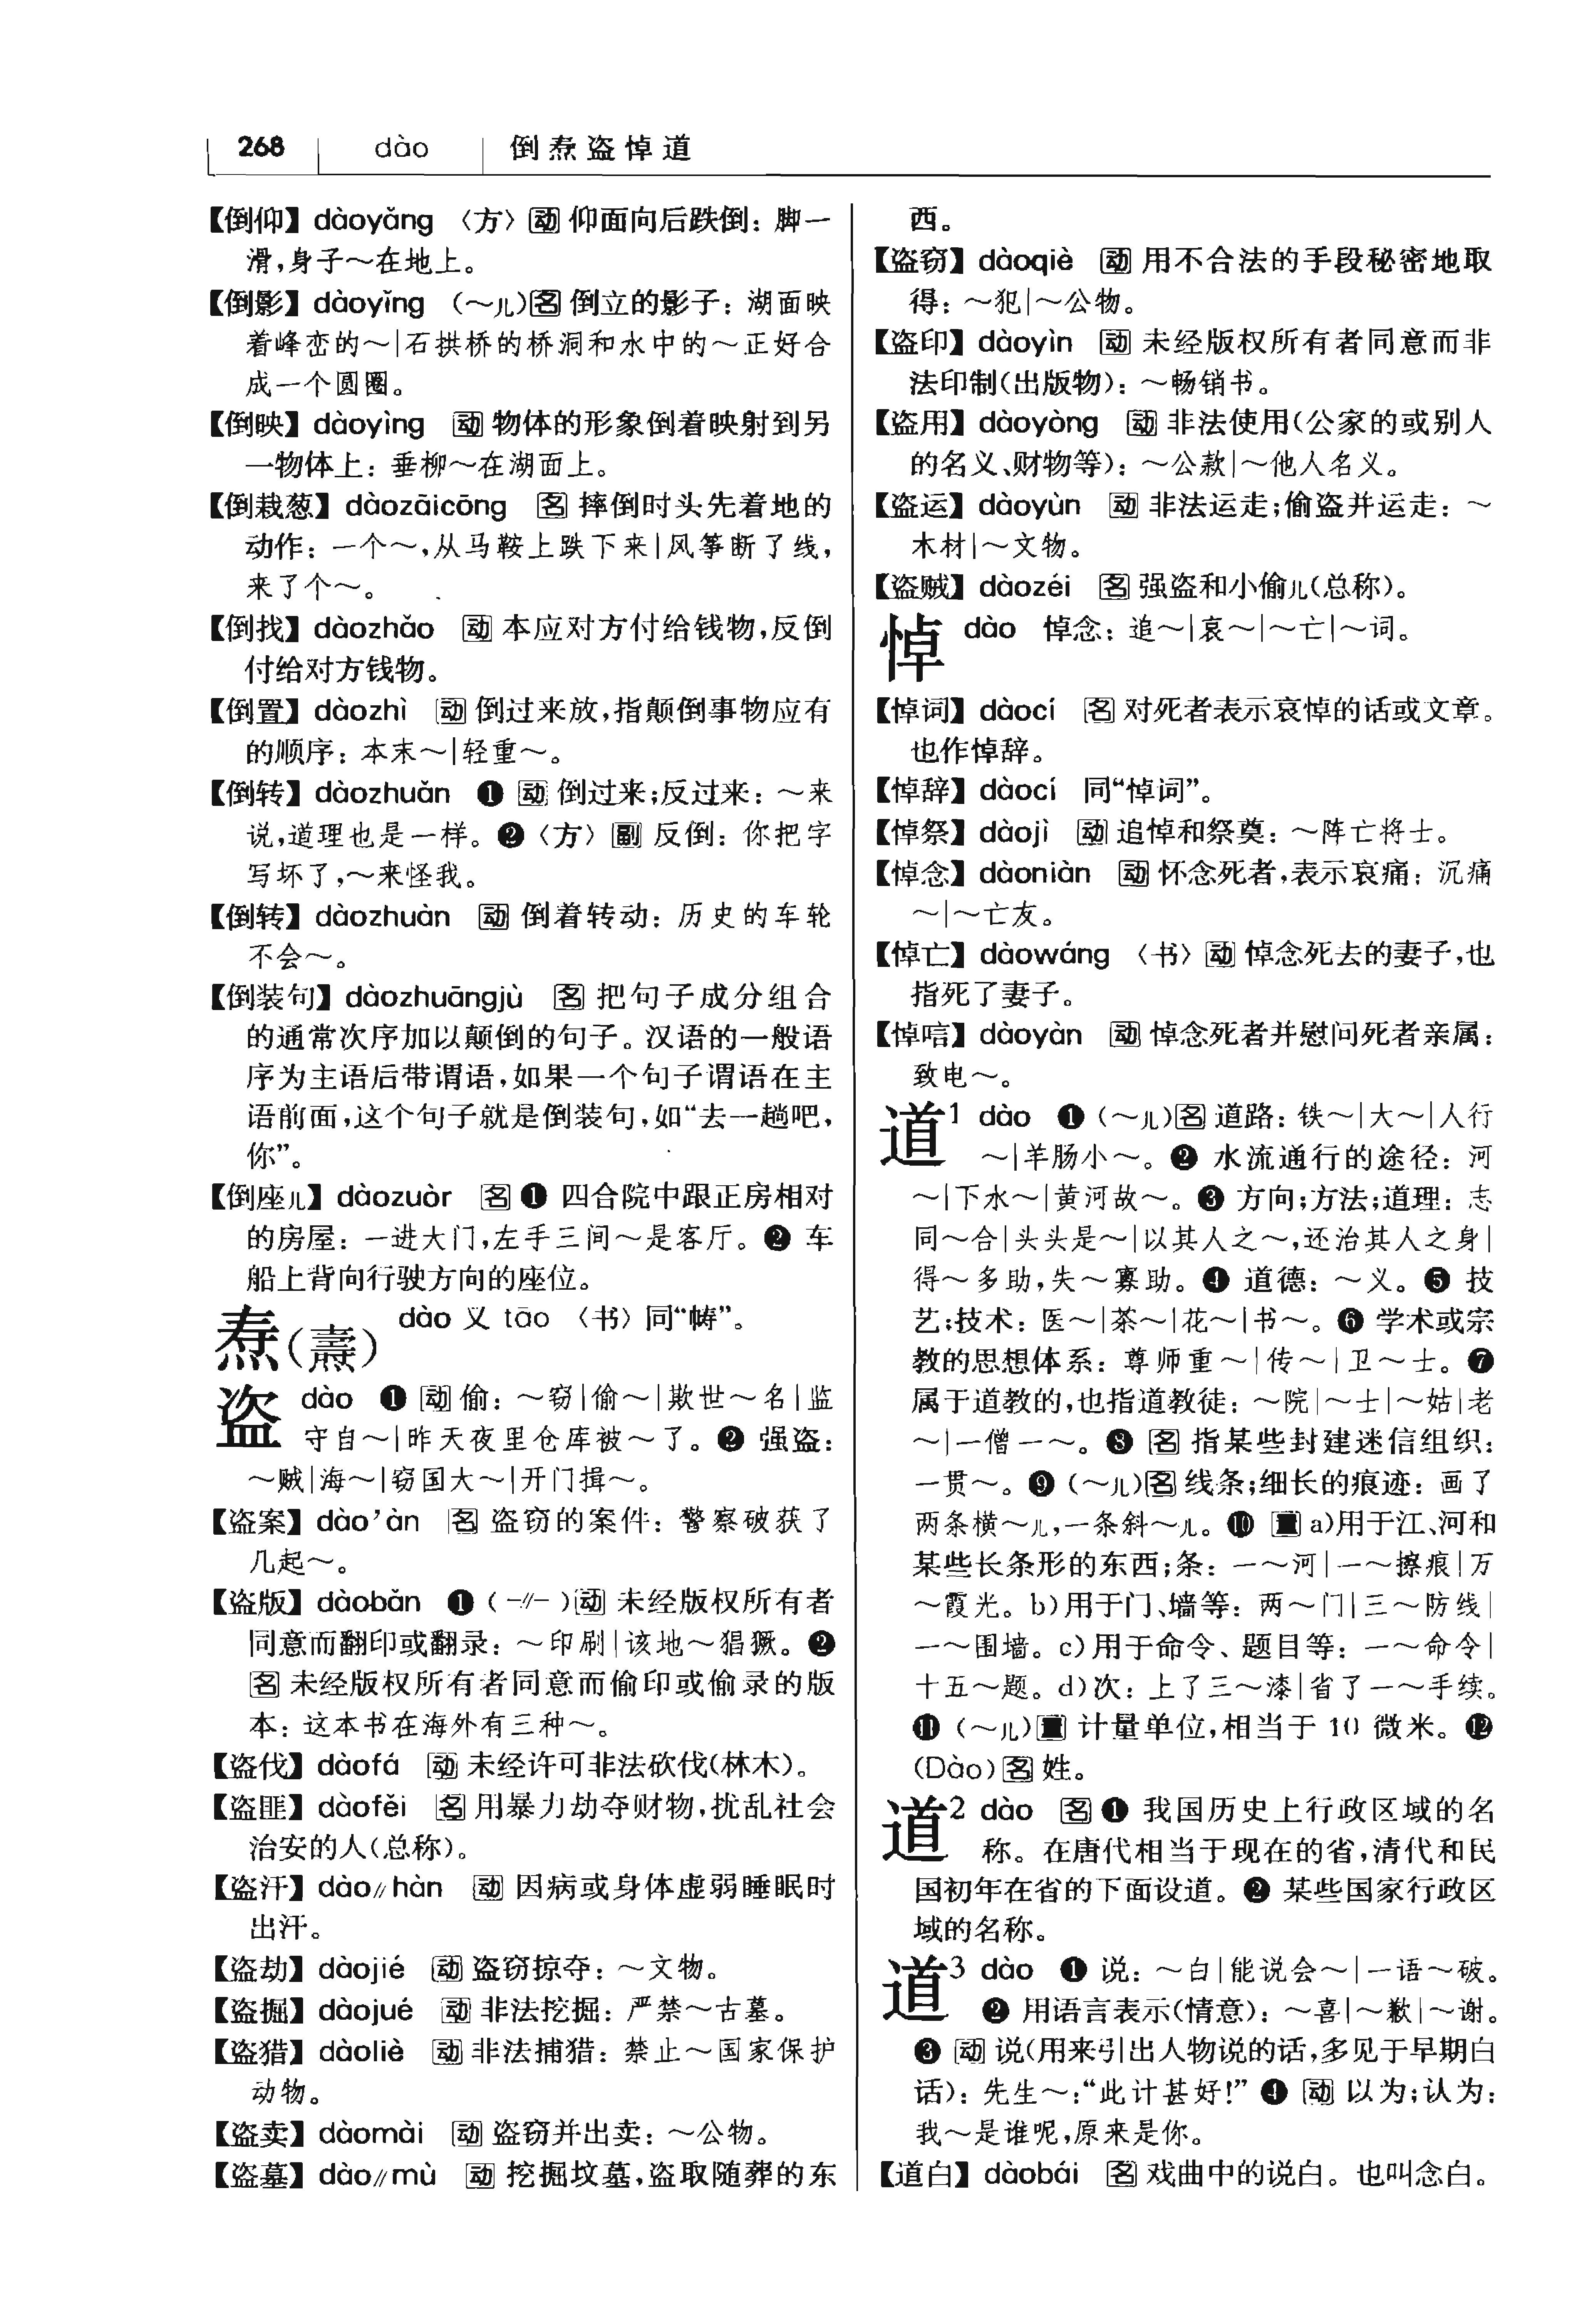 268 dào 倒焘盗悼道
【倒仰】dàoyǎng 〈方〉动 仰面向后跌倒：脚一
滑，身子～在地上。
【倒影】dàoyǐng （～儿）名 倒立的影子：湖面映
着峰峦的～|石拱桥的桥洞和水中的～正好合
成一个圆圈。
【倒映】dàoyìng 动 物体的形象倒着映射到另
一物体上：垂柳～在湖面上。
【倒栽葱】dàozāicōng 名 摔倒时头先着地的
动作：一个～，从马鞍上跌下来|风筝断了线，
来了个～。
【倒找】dàozhǎo 动 本应对方付给钱物，反倒
付给对方钱物。
【倒置】dàozhì 动 倒过来放，指颠倒事物应有
的顺序：本末～|轻重～。
【倒转】dàozhuǎn ❶ 动 倒过来；反过来：～来
说，道理也是一样。❷〈方〉副 反倒：你把字
写坏了，～来怪我。
【倒转】dàozhuàn 动 倒着转动：历史的车轮
不会～。
【倒装句】dàozhuāngjù 名 把句子成分组合
的通常次序加以颠倒的句子。汉语的一般语
序为主语后带谓语，如果一个句子谓语在主
语前面，这个句子就是倒装句，如“去一趟吧，
你”。
【倒座儿】dàozuòr 名 ❶ 四合院中跟正房相对
的房屋：一进大门，左手三间～是客厅。❷ 车
船上背向行驶方向的座位。
焘（燾） dào 又 tāo 〈书〉同“帱”。
盗 dào ❶ 动 偷：～窃|偷～|欺世～名|监
守自～|昨天夜里仓库被～了。❷ 强盗：
～贼|海～|窃国大～|开门揖～。
【盗案】dào’àn 名 盗窃的案件：警察破获了
几起～。
【盗版】dàobǎn ❶（-//-）动 未经版权所有者
同意而翻印或翻录：～印刷|该地～猖獗。❷
名 未经版权所有者同意而偷印或偷录的版
本：这本书在海外有三种～。
【盗伐】dàofá 动 未经许可非法砍伐（林木）。
【盗匪】dàofěi 名 用暴力劫夺财物，扰乱社会
治安的人（总称）。
【盗汗】dào//hàn 动 因病或身体虚弱睡眠时
出汗。
【盗劫】dàojié 动 盗窃掠夺：～文物。
【盗掘】dàojué 动 非法挖掘：严禁～古墓。
【盗猎】dàoliè 动 非法捕猎：禁止～国家保护
动物。
【盗卖】dàomài 动 盗窃并出卖：～公物。
【盗墓】dào//mù 动 挖掘坟墓，盗取随葬的东
西。
【盗窃】dàoqiè 动 用不合法的手段秘密地取
得：～犯|～公物。
【盗印】dàoyìn 动 未经版权所有者同意而非
法印制（出版物）：～畅销书。
【盗用】dàoyòng 动 非法使用（公家的或别人
的名义、财物等）：～公款|～他人名义。
【盗运】dàoyùn 动 非法运走；偷盗并运走：～
木材|～文物。
【盗贼】dàozéi 名 强盗和小偷儿（总称）。
悼 dào 悼念：追～|哀～|～亡|～词。
【悼词】dàocí 名 对死者表示哀悼的话或文章。
也作悼辞。
【悼辞】dàocí 同“悼词”。
【悼祭】dàojì 动 追悼和祭奠：～阵亡将士。
【悼念】dàoniàn 动 怀念死者，表示哀痛：沉痛
～|～亡友。
【悼亡】dàowáng 〈书〉动 悼念死去的妻子，也
指死了妻子。
【悼唁】dàoyàn 动 悼念死者并慰问死者亲属：
致电～。
道1 dào ❶（～儿）名 道路：铁～|大～|人行
～|羊肠小～。❷ 水流通行的途径：河
～|下水～|黄河故～。❸ 方向；方法；道理：志
同～合|头头是～|以其人之～，还治其人之身|
得～多助，失～寡助。❹ 道德：～义。❺ 技
艺；技术：医～|茶～|花～|书～。❻ 学术或宗
教的思想体系：尊师重～|传～|卫～士。❼
属于道教的，也指道教徒：～院|～士|～姑|老
～|一僧一～。❽ 名 指某些封建迷信组织：
一贯～。❾（～儿）名 线条；细长的痕迹：画了
两条横～儿，一条斜～儿。❿ 量 a）用于江、河和
某些长条形的东西；条：一～河|一～擦痕|万
～霞光。b）用于门、墙等：两～门|三～防线|
一～围墙。c）用于命令、题目等：一～命令|
十五～题。d）次：上了三～漆|省了一～手续。
⓫（～儿）量 计量单位，相当于 10 微米。⓬
（Dào）名 姓。
道2 dào 名 ❶ 我国历史上行政区域的名
称。在唐代相当于现在的省，清代和民
国初年在省的下面设道。❷ 某些国家行政区
域的名称。
道3 dào ❶ 说：～白|能说会～|一语～破。
❷ 用语言表示（情意）：～喜|～歉|～谢。
❸ 动 说（用来引出人物说的话，多见于早期白
话）：先生～：“此计甚好！”❹ 动 以为；认为：
我～是谁呢，原来是你。
【道白】dàobái 名 戏曲中的说白。也叫念白。